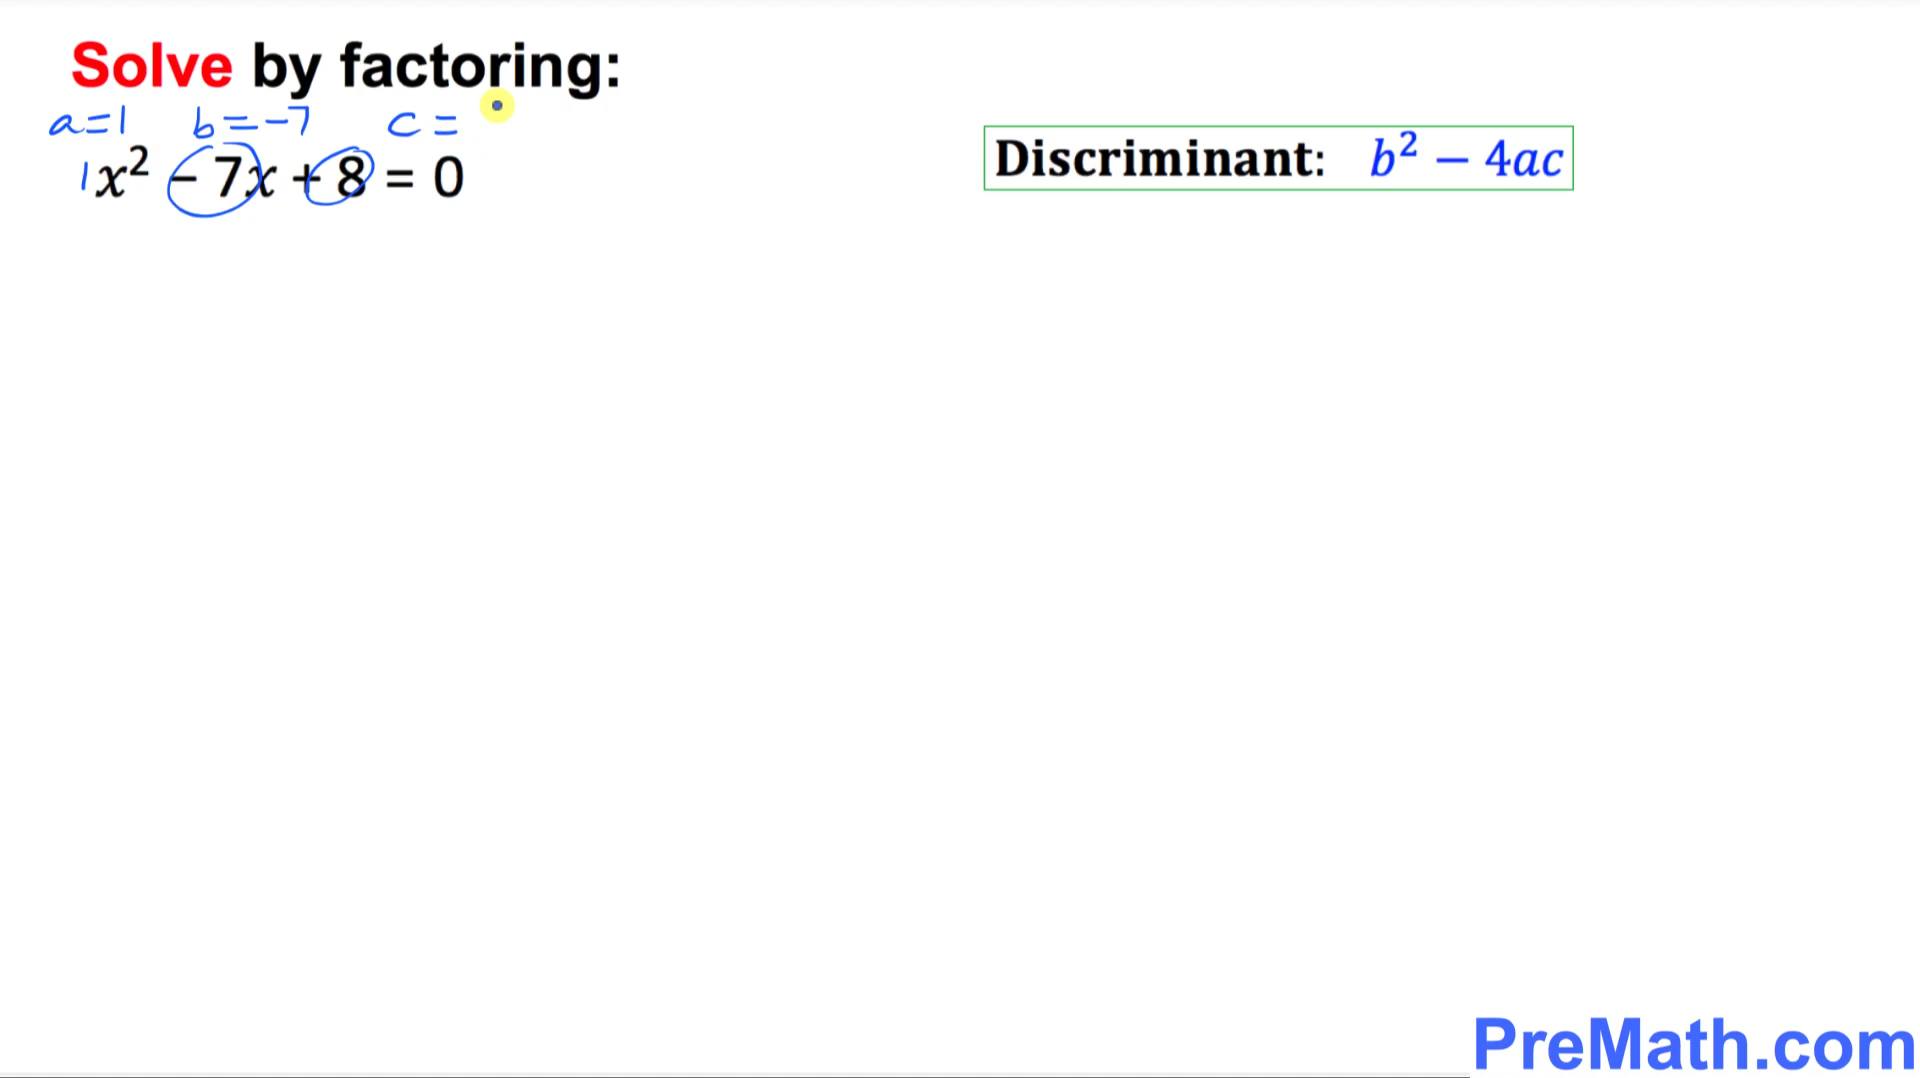 Solve by factoring:
a=1 b=-7 c=
1x² - 7x + 8 = 0
Discriminant: b² − 4ac
PreMath.com